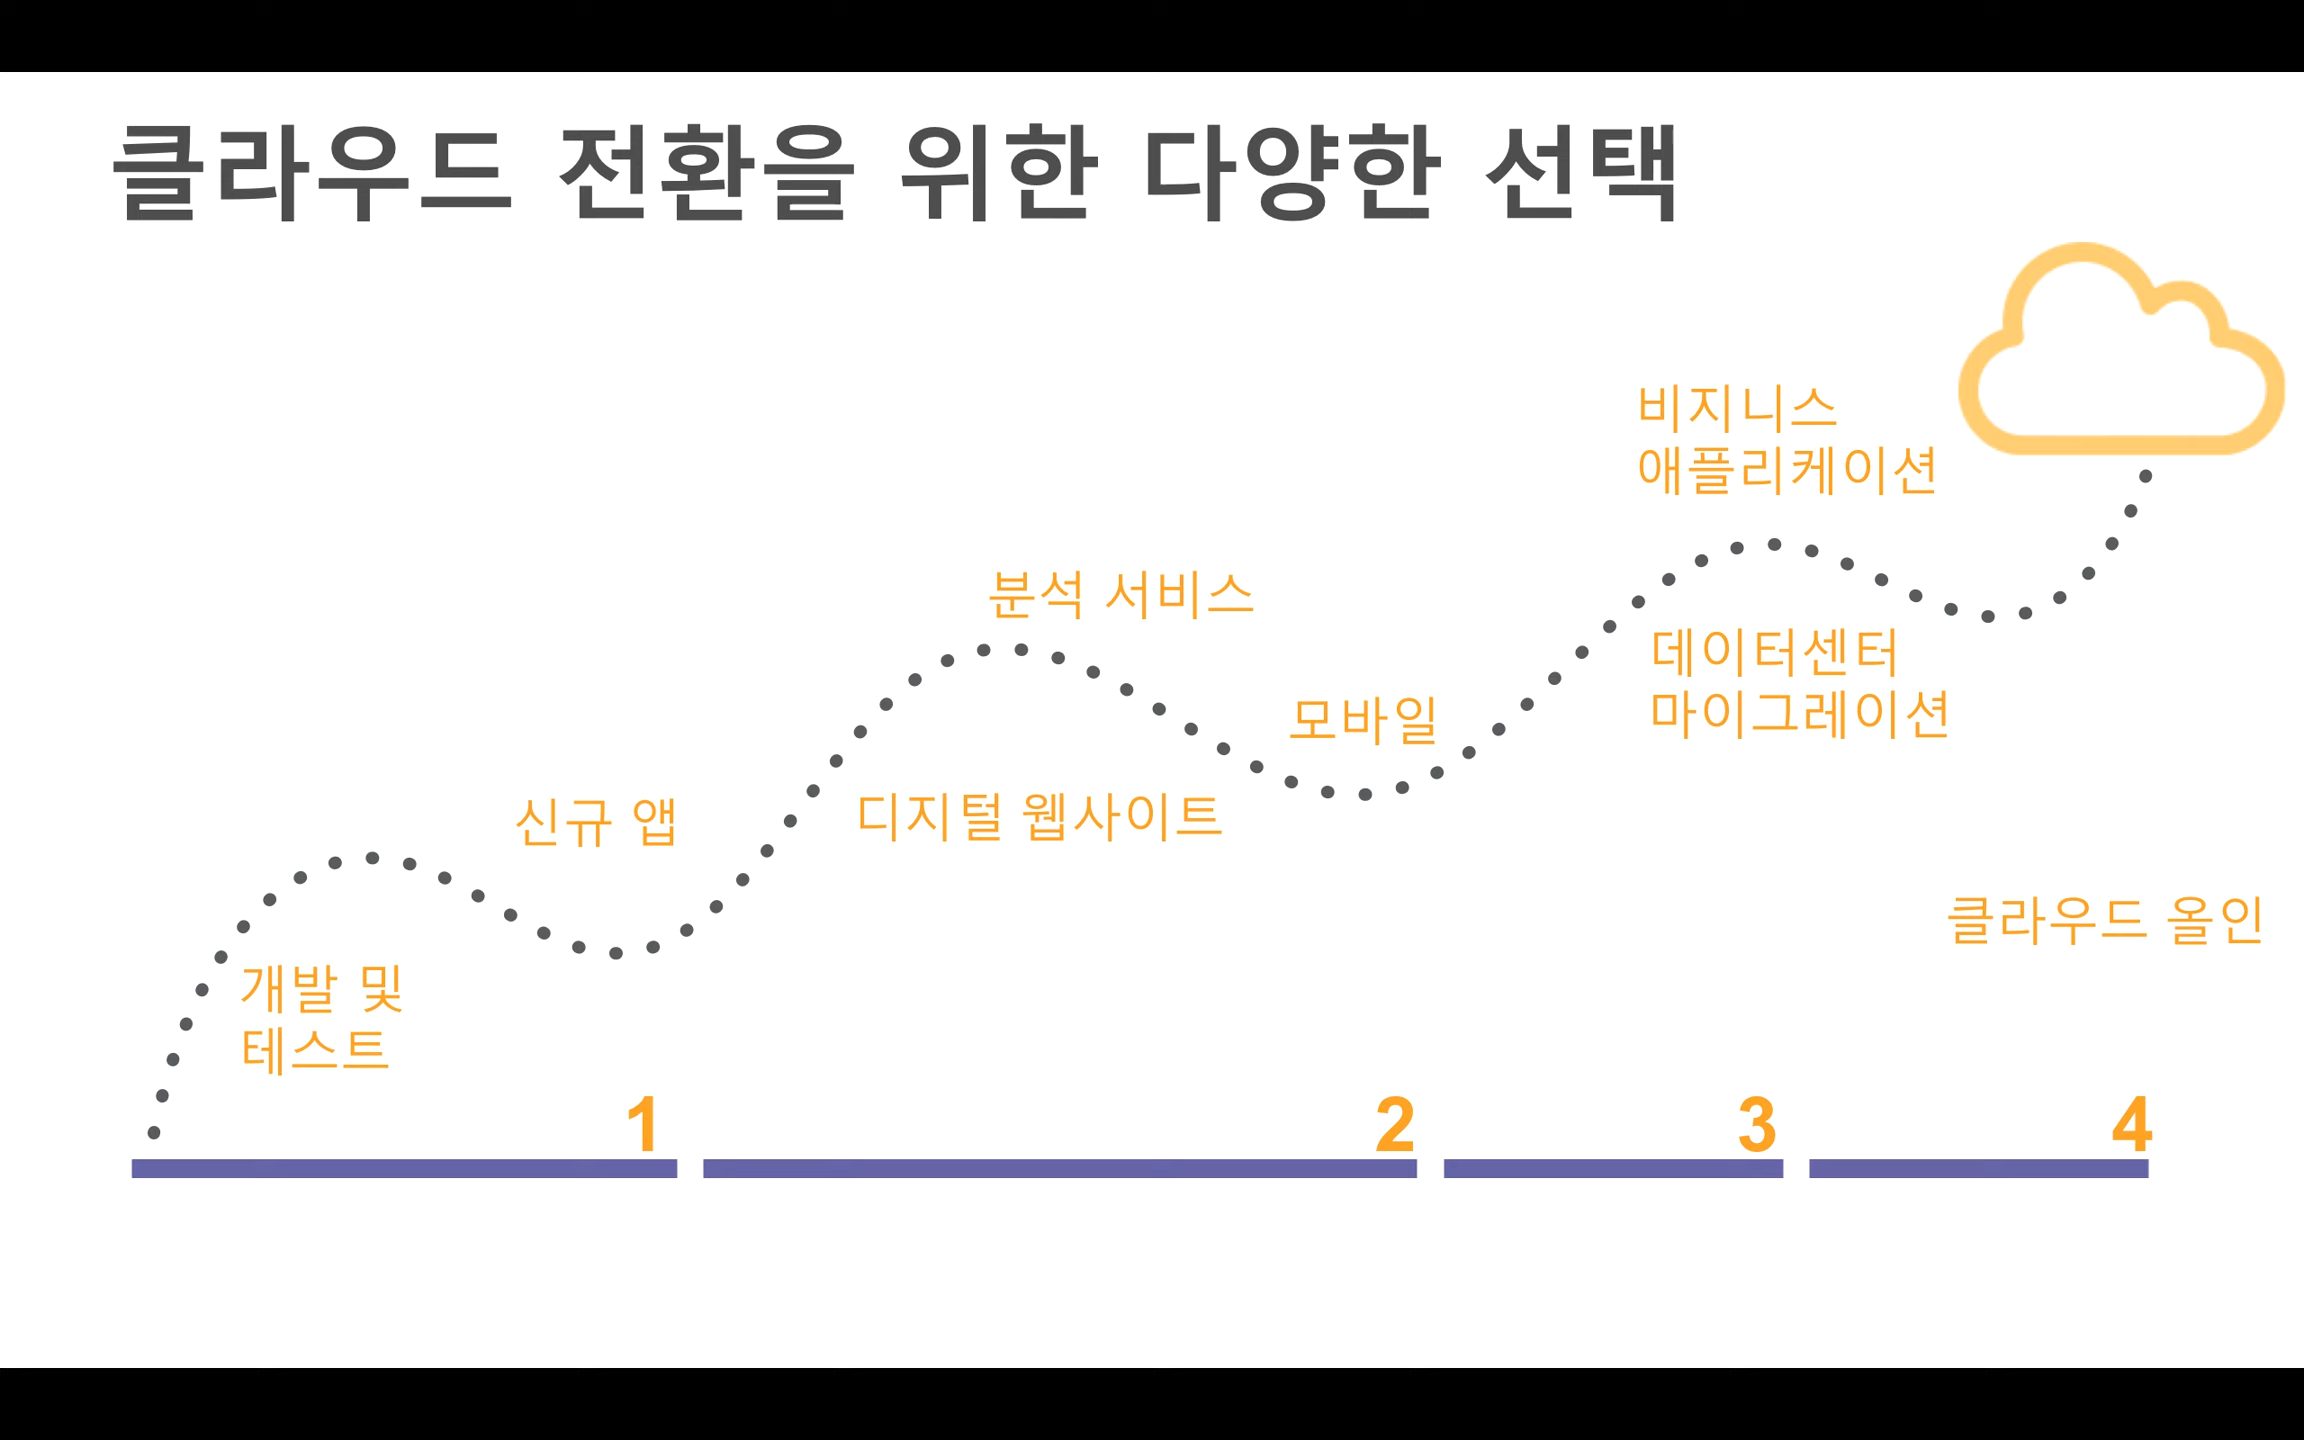 클라우드 전환을 위한 다양한 선택
비지니스
애플리케이션
분석 서비스
데이터센터
마이그레이션
모바일
신규 앱
디지털 웹사이트
클라우드 올인
개발 및
테스트
1
2
3
4